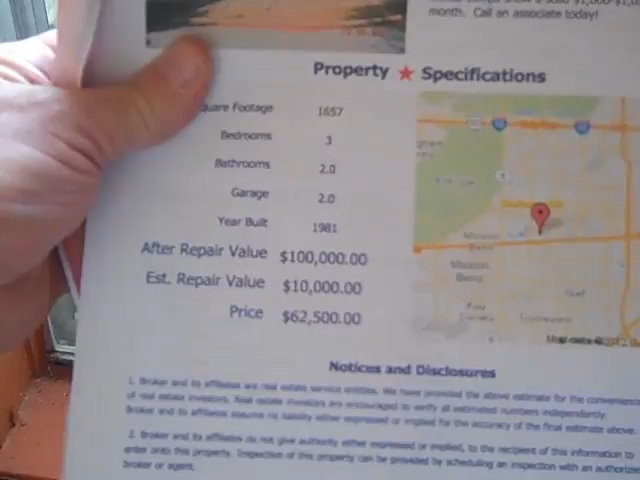 month. Call an associate today!
Property ★ Specifications
quare Footage 1657
Bedrooms 3
Bathrooms 2.0
Garage 2.0
Year Built 1981
After Repair Value $100,000.00
Est. Repair Value $10,000.00
Price $62,500.00
Mission Bend
Notices and Disclosures
1. Broker and its affiliates are real estate service entities. We have provided the above estimate for the convenience
of real estate investors. Real estate investors are encouraged to verify all estimated numbers independently.
Broker and its affiliates assume no liability either expressed or implied for the accuracy of the final estimate above.
2. Broker and its affiliates do not give authority either expressed or implied, to the recipient of this information to
enter onto this property. Inspection of this property can be provided by scheduling an inspection with an authorize
broker or agent.